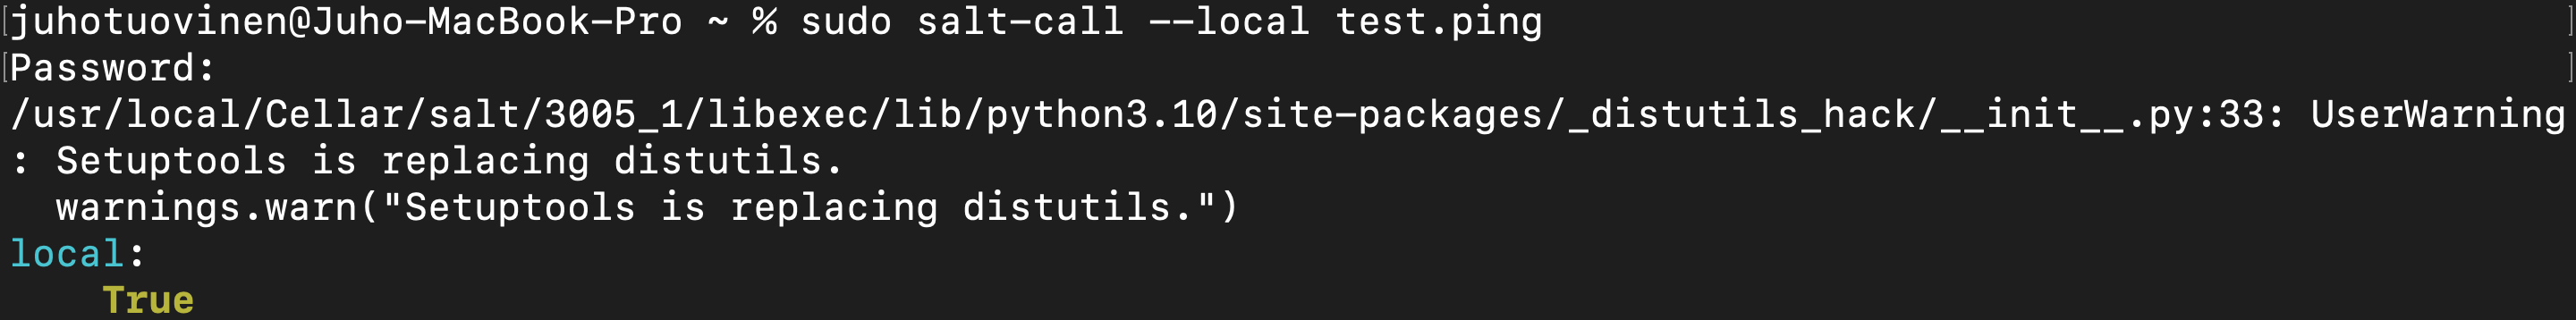 [juhotuovinen@Juho-MacBook-Pro ~ % sudo salt-call --local test.ping ]
[Password: ]
/usr/local/Cellar/salt/3005_1/libexec/lib/python3.10/site-packages/_distutils_hack/__init__.py:33: UserWarning
: Setuptools is replacing distutils.
  warnings.warn("Setuptools is replacing distutils.")
local:
    True